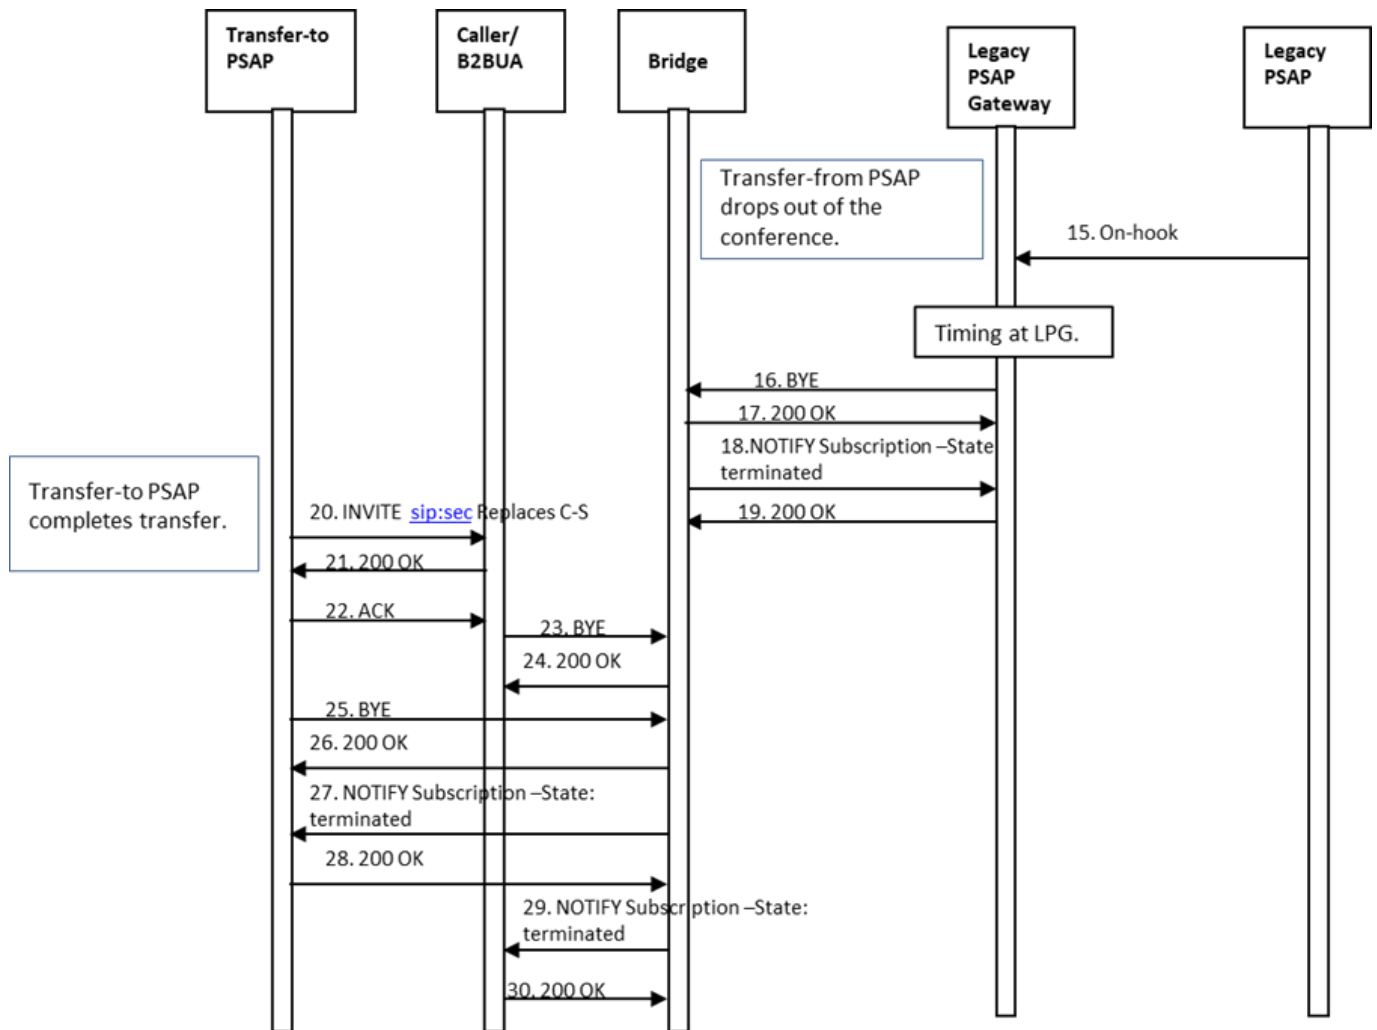 Transfer-to
PSAP
Caller/
B2BUA
Bridge
Legacy
PSAP
Gateway
Legacy
PSAP
Transfer-from PSAP
drops out of the
conference.
15. On-hook
Timing at LPG.
16. BYE
17. 200 OK
18.NOTIFY Subscription –State
terminated
19. 200 OK
Transfer-to PSAP
completes transfer.
20. INVITE sip:sec Replaces C-S
21. 200 OK
22. ACK
23. BYE
24. 200 OK
25. BYE
26. 200 OK
27. NOTIFY Subscription –State:
terminated
28. 200 OK
29. NOTIFY Subscription –State:
terminated
30. 200 OK